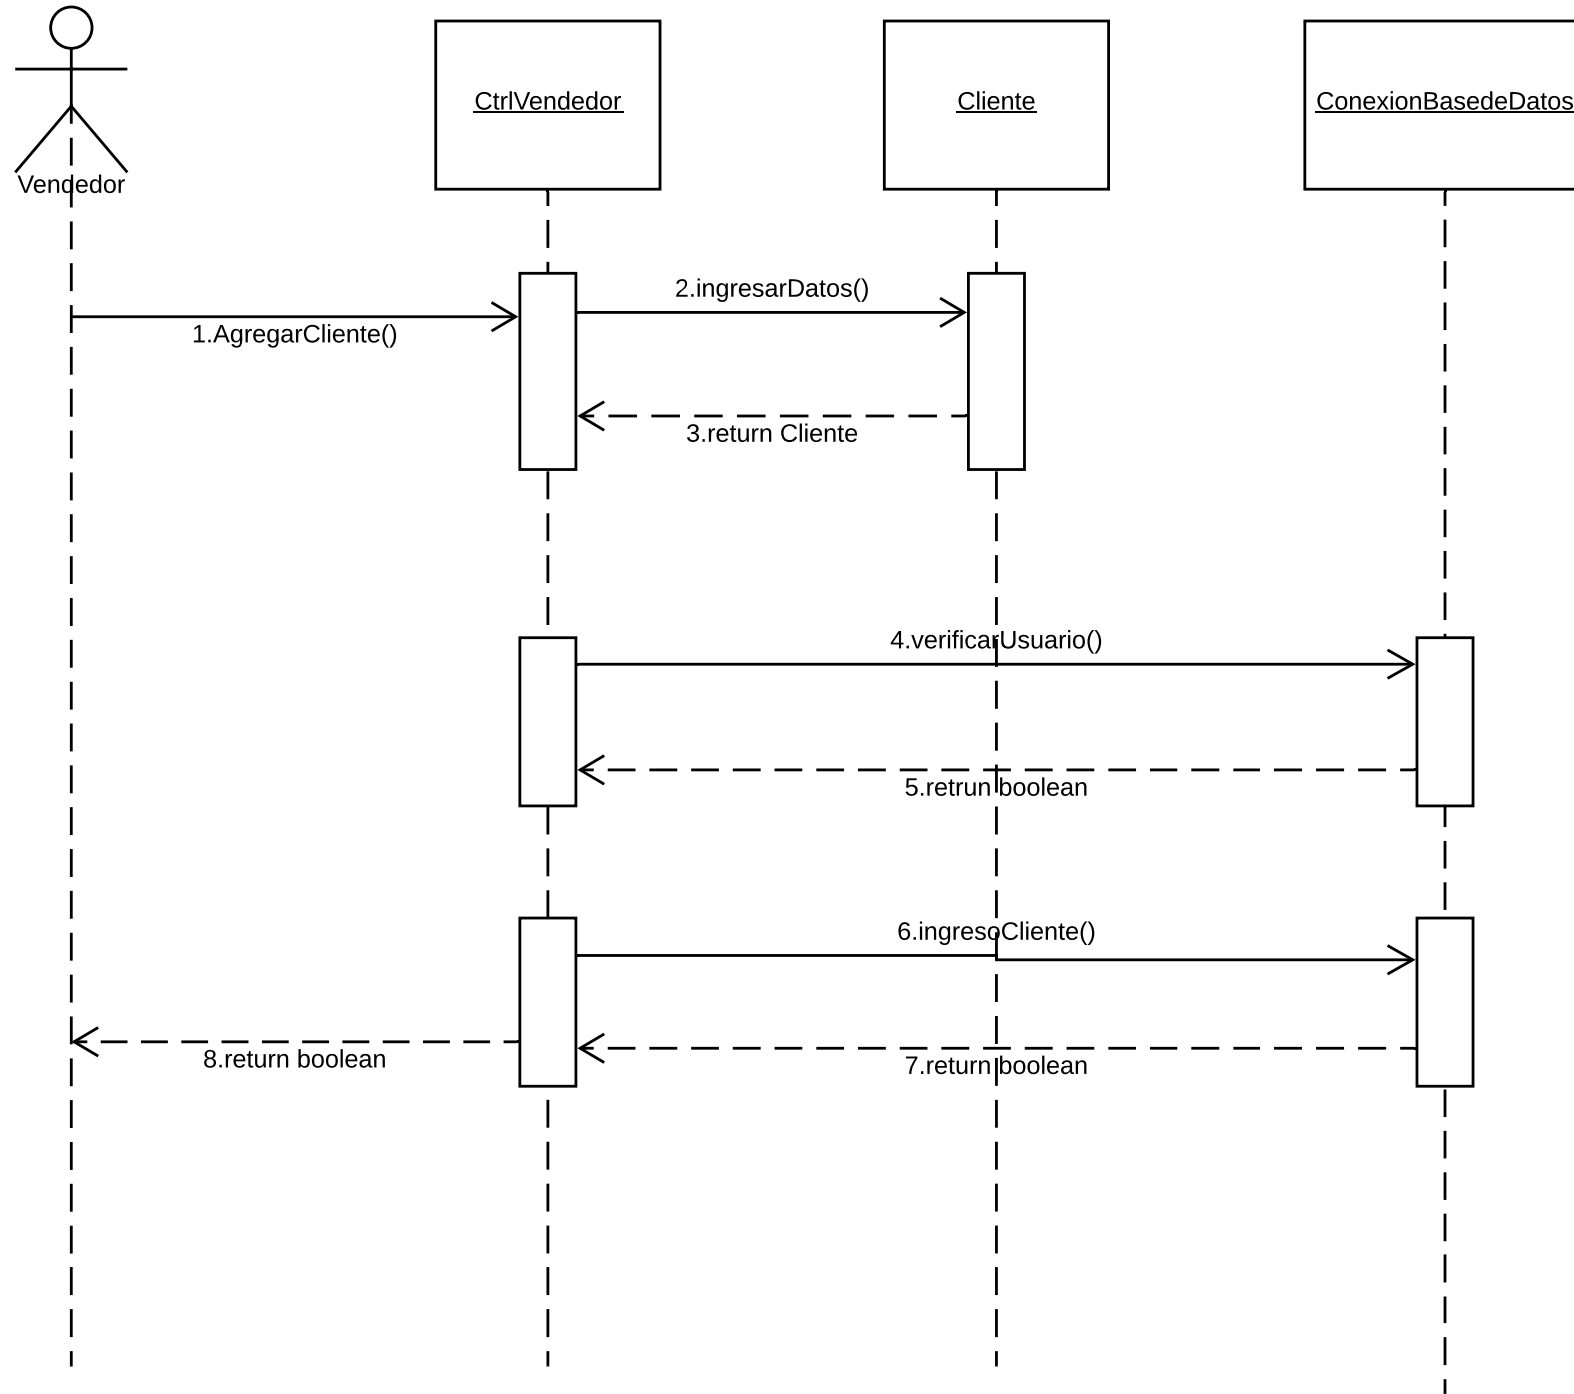 Vendedor
CtrlVendedor
Cliente
ConexionBasedeDatos
1.AgregarCliente()
2.ingresarDatos()
3.return Cliente
4.verificarUsuario()
5.retrun boolean
6.ingresoCliente()
7.return boolean
8.return boolean